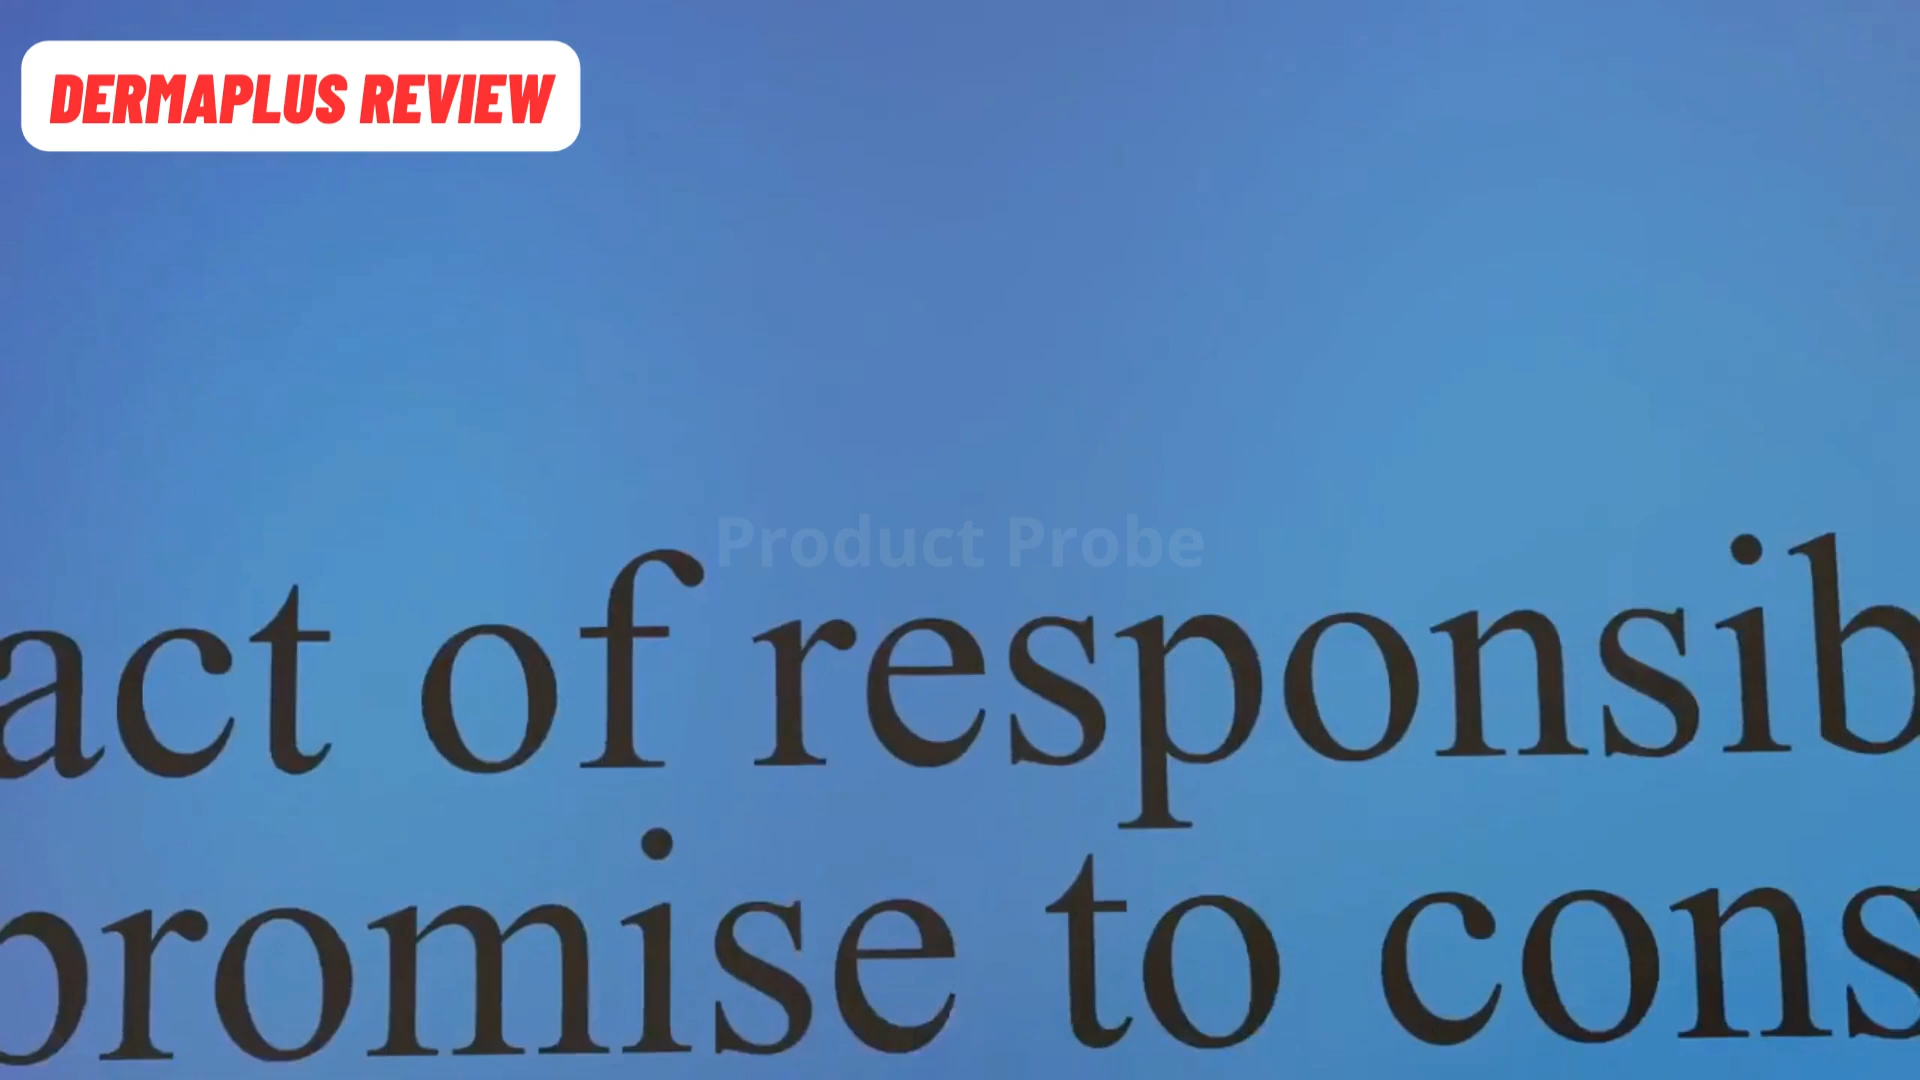 DERMAPLUS REVIEW
Product Probe
act of responsib
promise to cons